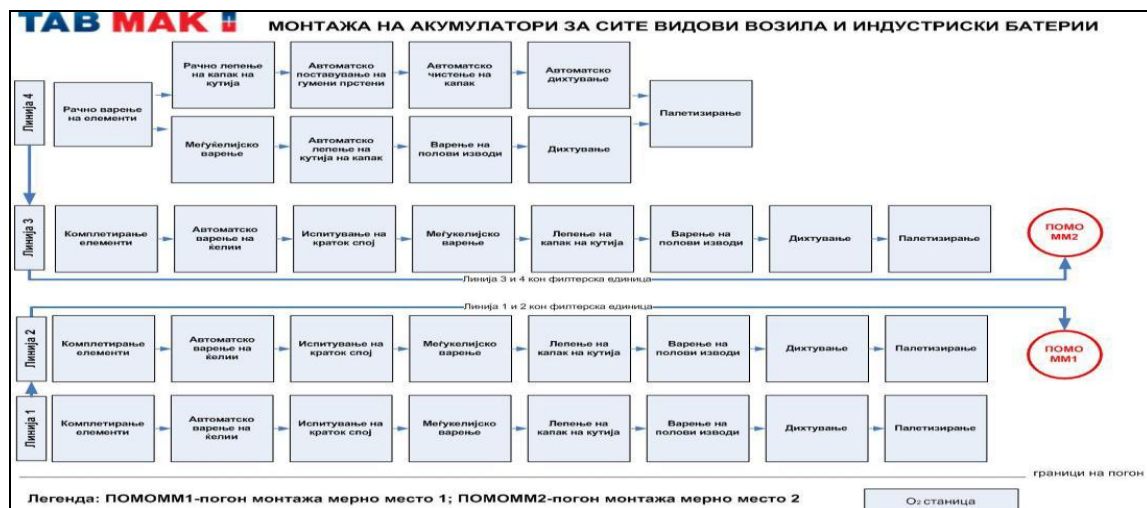 TAB MAK
МОНТАЖА НА АКУМУЛАТОРИ ЗА СИТЕ ВИДОВИ ВОЗИЛА И ИНДУСТРИСКИ БАТЕРИИ
Линија 4
Рачно варење
на елементи
Рачно лепење
на капак на
кутија
Автоматско
поставување на
гумени прстени
Автоматско
чистење на
капак
Автоматско
дихтување
Меѓуќелијско
варење
Автоматско
лепење на
кутија на капак
Варење на
полови изводи
Дихтување
Палетизирање
Линија 3
Комплетирање
елементи
Автоматско
варење на
ќелии
Испитување на
краток спој
Меѓукелијско
варење
Лепење на
капак на кутија
Варење на
полови изводи
Дихтување
Палетизирање
ПОМО
ММ2
Линија 3 и 4 кон филтерска единица
Линија 1 и 2 кон филтерска единица
Линија 2
Комплетирање
елементи
Автоматско
варење на
ќелии
Испитување на
краток спој
Меѓукелијско
варење
Лепење на
капак на кутија
Варење на
полови изводи
Дихтување
Палетизирање
ПОМО
ММ1
Линија 1
Комплетирање
елементи
Автоматско
варење на
ќелии
Испитување на
краток спој
Меѓукелијско
варење
Лепење на
капак на кутија
Варење на
полови изводи
Дихтување
Палетизирање
граници на погон
Легенда: ПОМОММ1-погон монтажа мерно место 1; ПОМОММ2-погон монтажа мерно место 2
O₂ станица